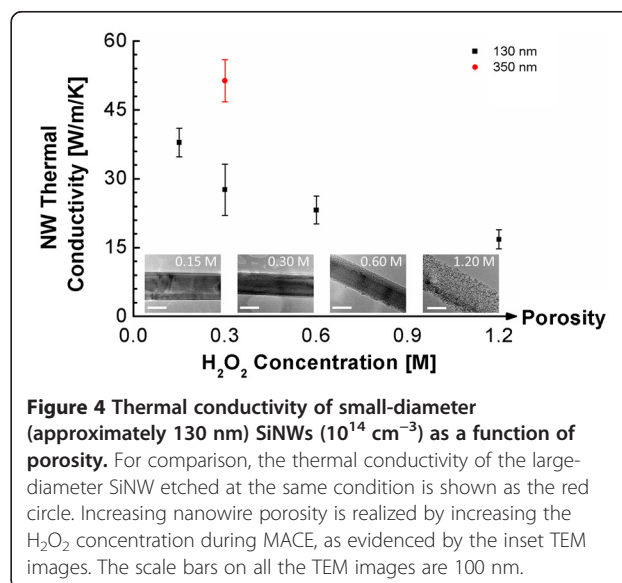 60
45
30
15
0
NW Thermal
Conductivity [W/m/K]
130 nm
350 nm
0.15 M
0.30 M
0.60 M
1.20 M
0.0
0.3
0.6
0.9
1.2
Porosity
H₂O₂ Concentration [M]
Figure 4 Thermal conductivity of small-diameter
(approximately 130 nm) SiNWs (10¹⁴ cm⁻³) as a function of
porosity. For comparison, the thermal conductivity of the large-
diameter SiNW etched at the same condition is shown as the red
circle. Increasing nanowire porosity is realized by increasing the
H₂O₂ concentration during MACE, as evidenced by the inset TEM
images. The scale bars on all the TEM images are 100 nm.